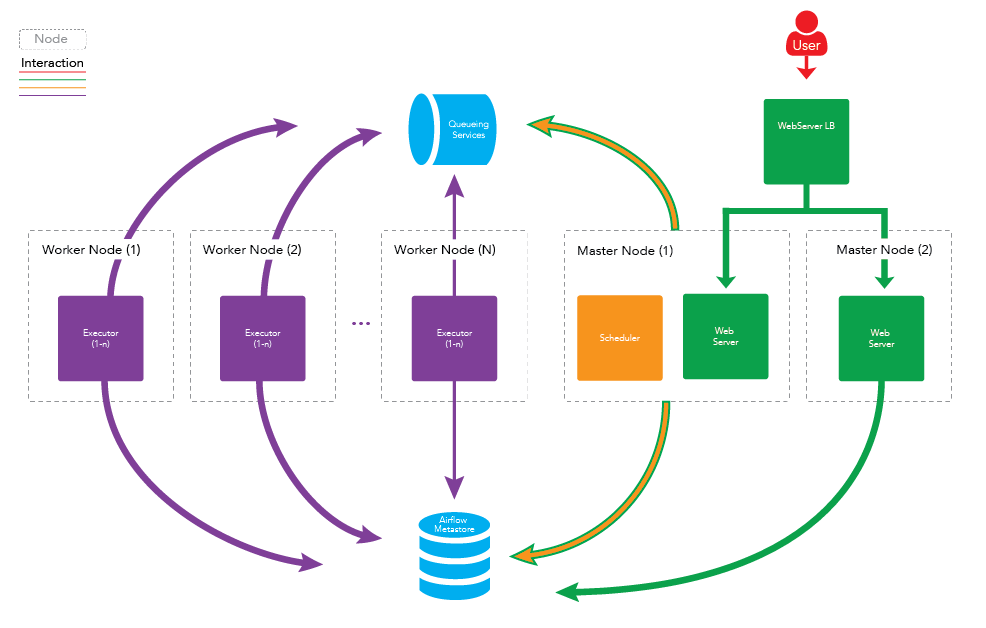 Node
Interaction
User
Queueing
Services
WebServer LB
Worker Node (1)
Worker Node (2)
Worker Node (N)
Master Node (1)
Master Node (2)
Executor
(1-n)
Executor
(1-n)
...
Executor
(1-n)
Scheduler
Web
Server
Web
Server
Airflow
Metastore